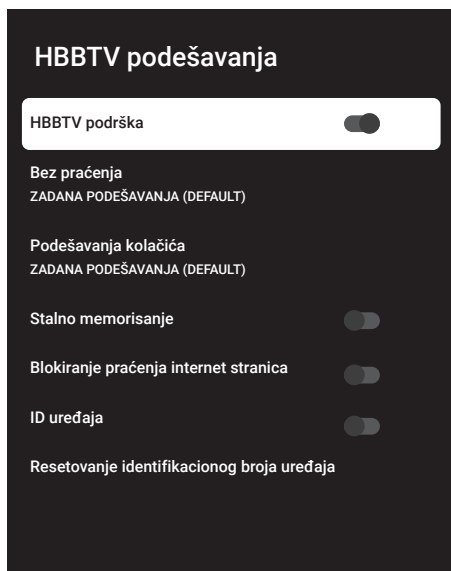 HBBTV podešavanja
HBBTV podrška
Bez praćenja
ZADANA PODEŠAVANJA (DEFAULT)
Podešavanja kolačića
ZADANA PODEŠAVANJA (DEFAULT)
Stalno memorisanje
Blokiranje praćenja internet stranica
ID uređaja
Resetovanje identifikacionog broja uređaja